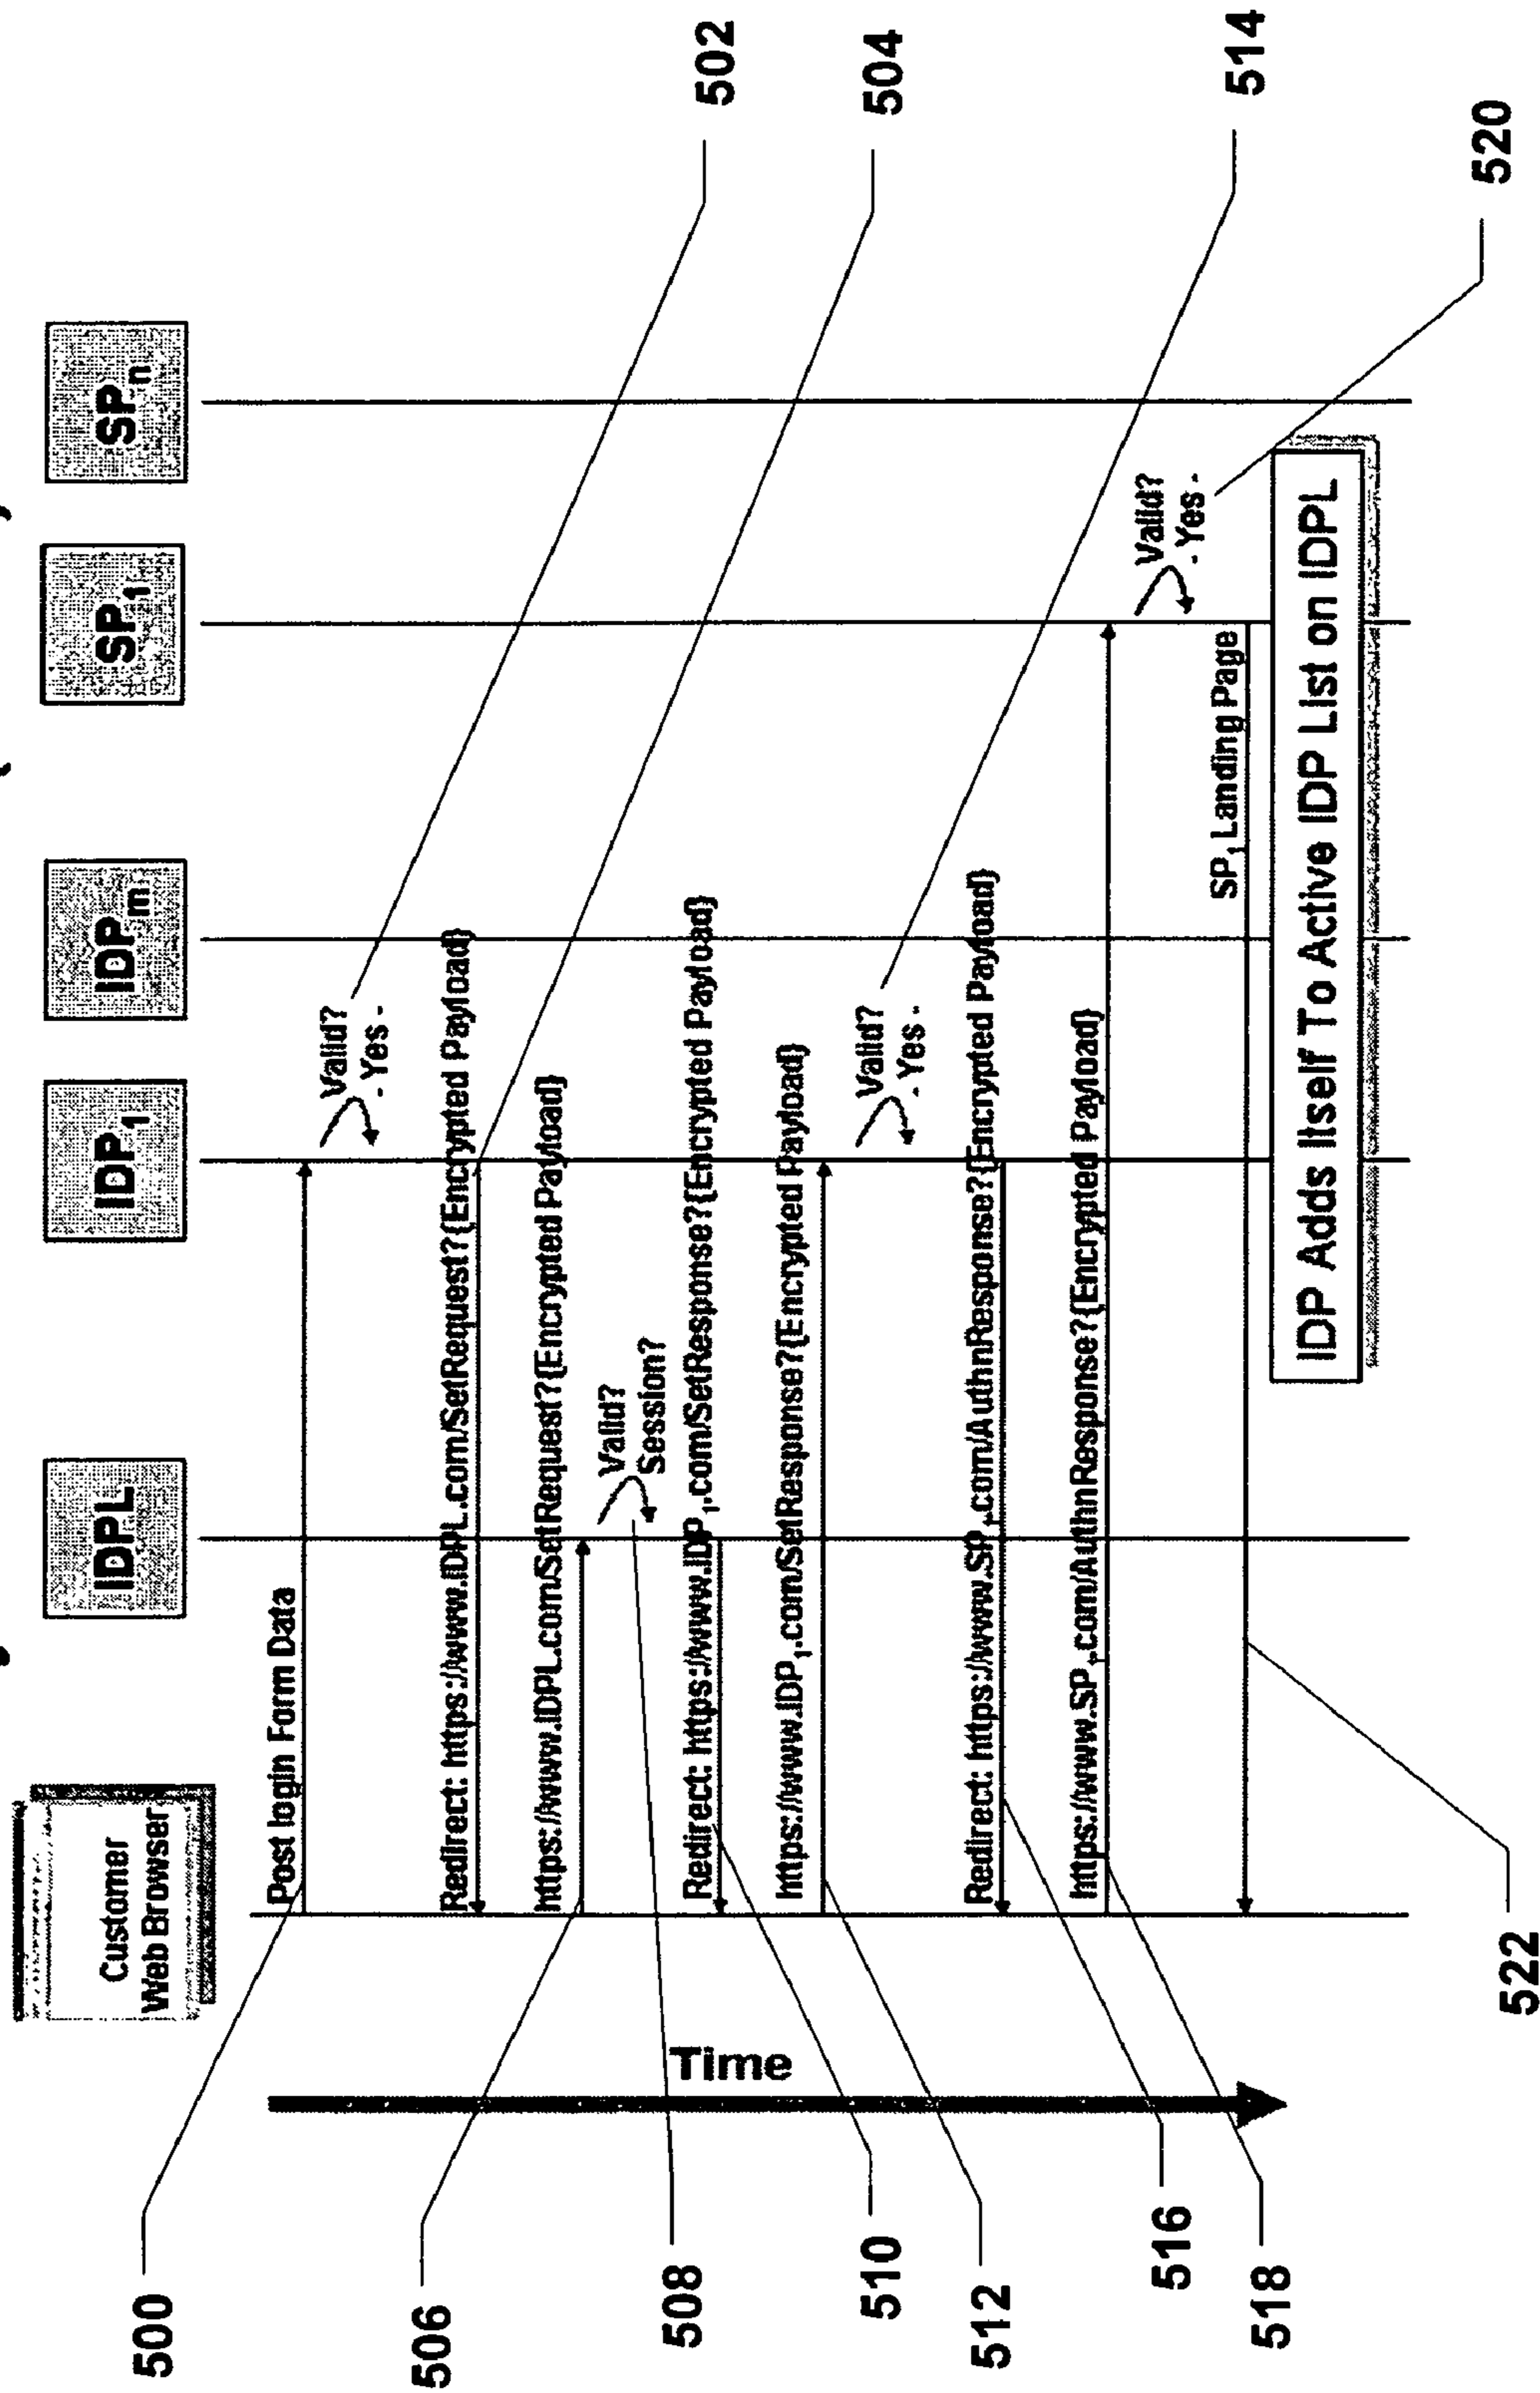 Customer
Web Browser
IDPL
IDP1
IDPm
SP1
SPn
500
Post login Form Data
Valid?
- Yes -
502
Redirect: https://www.IDPL.com/SetRequest?{Encrypted Payload}
504
506
https://www.IDPL.com/SetRequest?{Encrypted Payload}
508
Valid?
Session?
Time
510
Redirect: https://www.IDP1.com/SetResponse?{Encrypted Payload}
512
https://www.IDP1.com/SetResponse?{Encrypted Payload}
Valid?
- Yes -
514
516
Redirect: https://www.SP1.com/AuthnResponse?{Encrypted Payload}
518
https://www.SP1.com/AuthnResponse?{Encrypted Payload}
Valid?
- Yes -
520
SP1 Landing Page
522
IDP Adds Itself To Active IDP List on IDPL